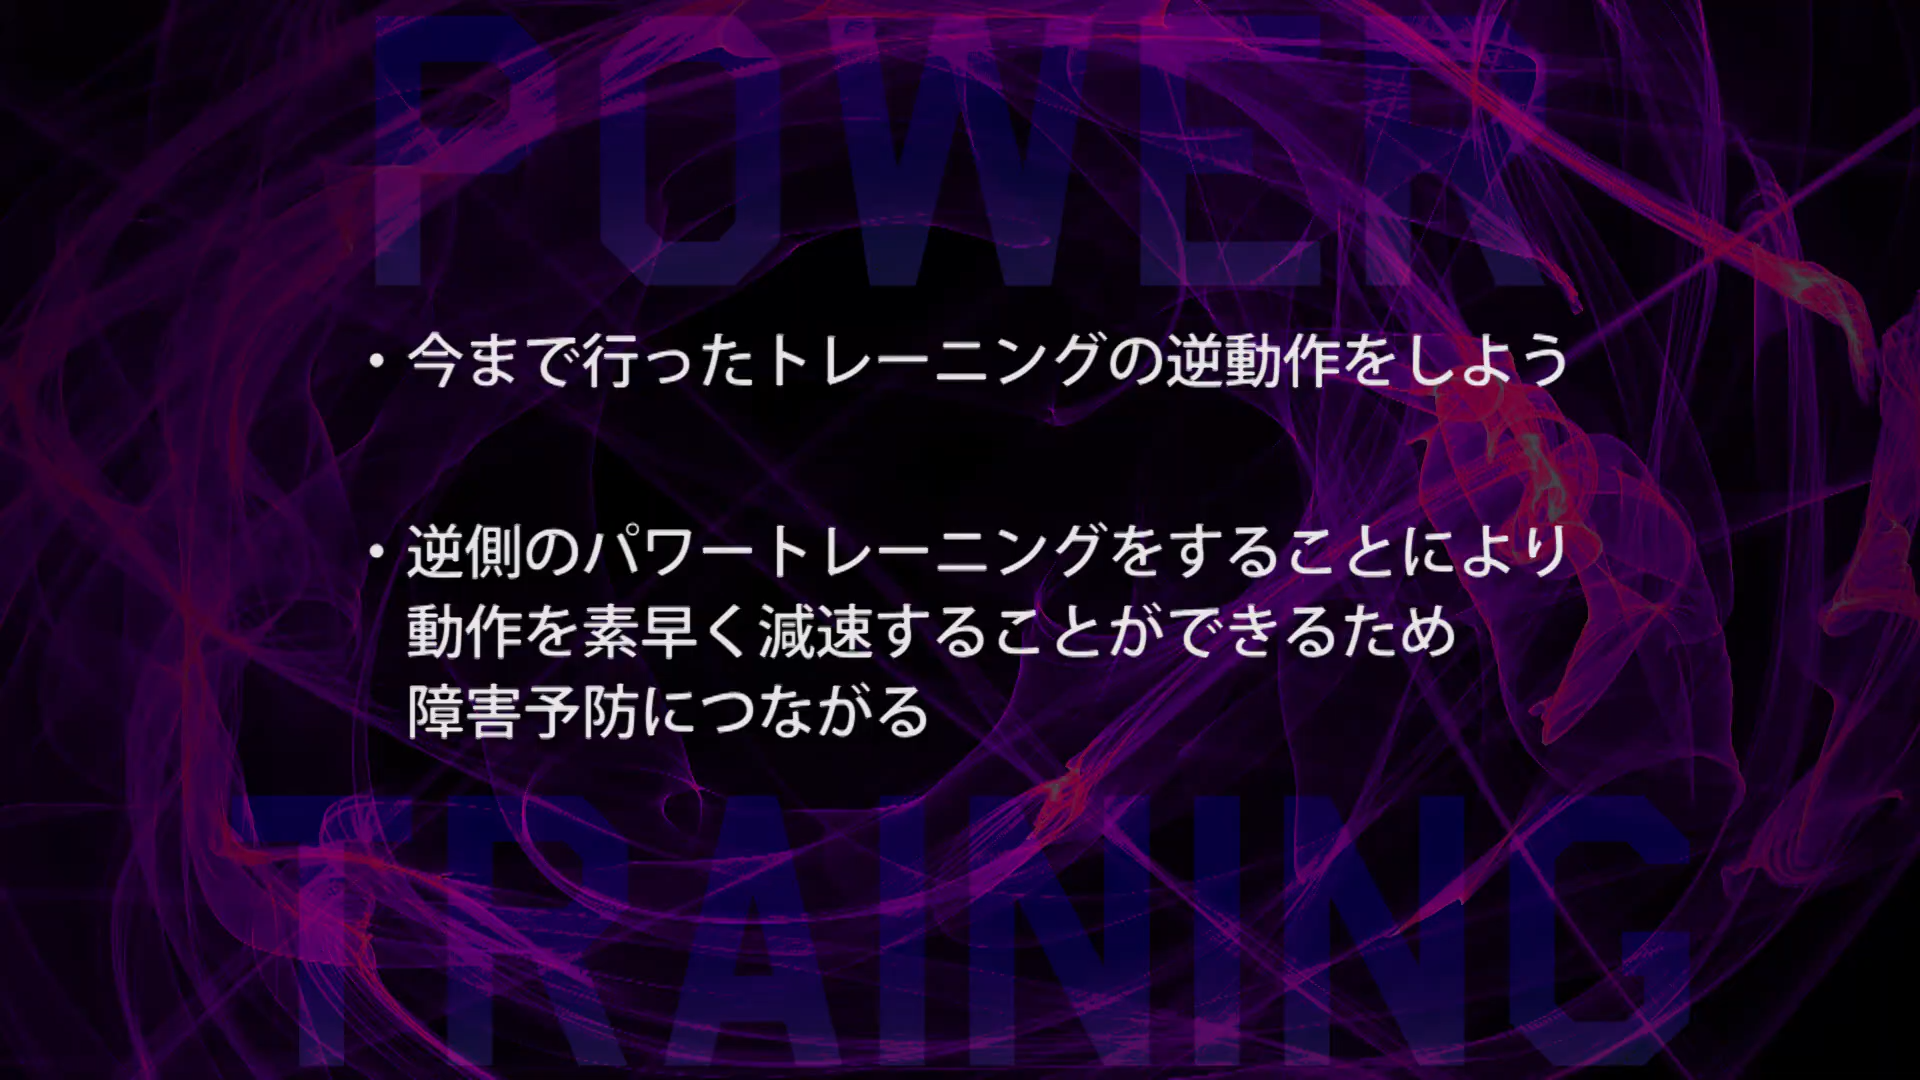 POWER
・今まで行ったトレーニングの逆動作をしよう
・逆側のパワートレーニングをすることにより
動作を素早く減速することができるため
障害予防につながる
TRAINING